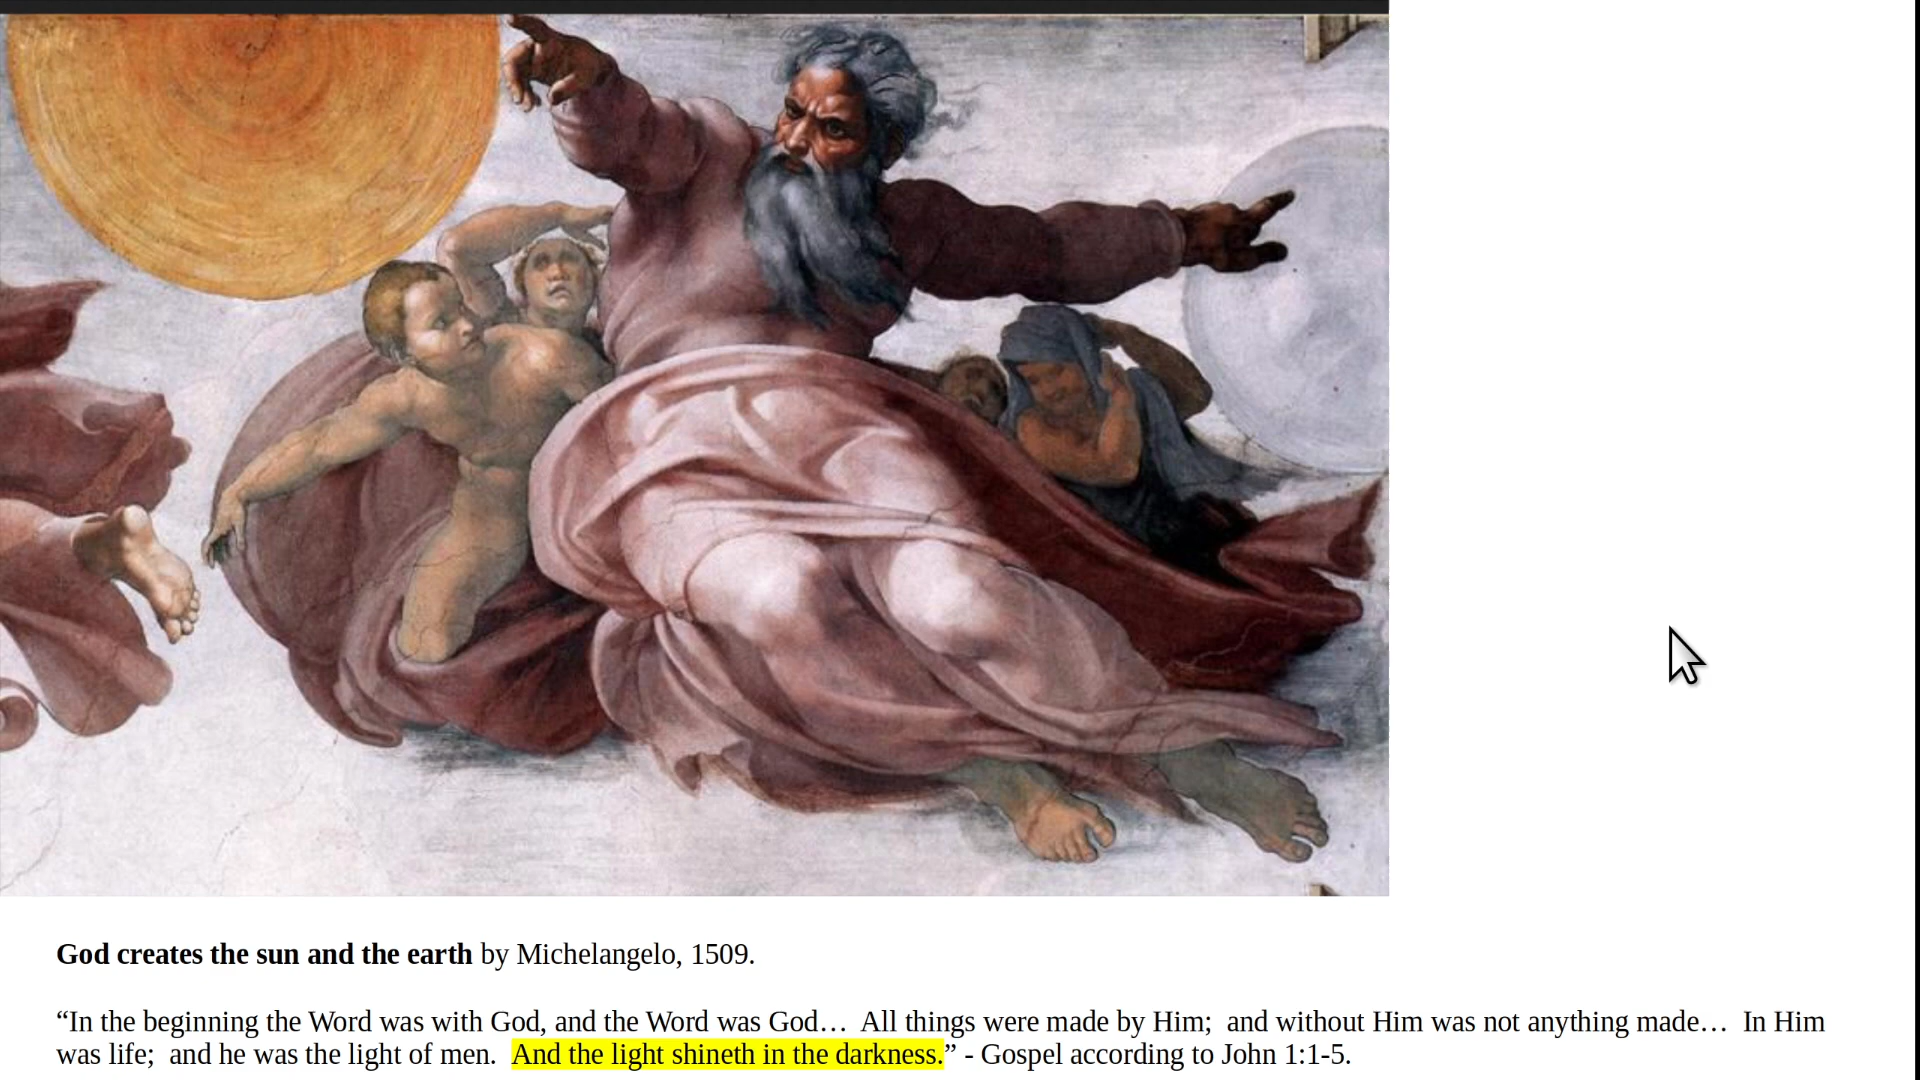 God creates the sun and the earth by Michelangelo, 1509.
“In the beginning the Word was with God, and the Word was God…  All things were made by Him;  and without Him was not anything made…  In Him
was life;  and he was the light of men.  And the light shineth in the darkness.” - Gospel according to John 1:1-5.